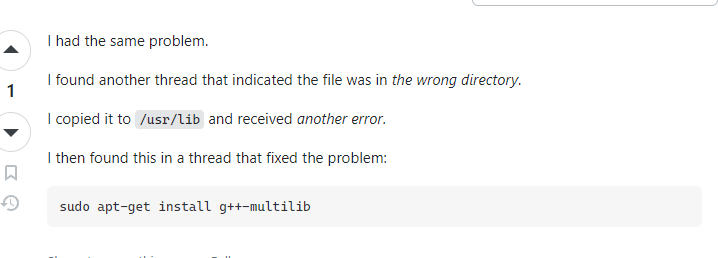 I had the same problem.
I found another thread that indicated the file was in the wrong directory.
1
I copied it to /usr/lib and received another error.
I then found this in a thread that fixed the problem:
sudo apt-get install g++-multilib